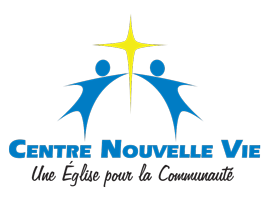 CENTRE NOUVELLE VIE
Une Église pour la Communauté